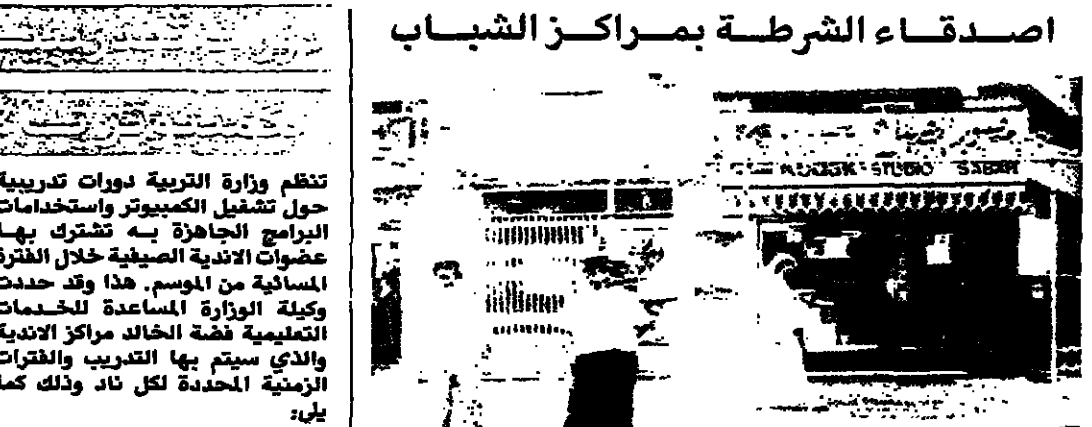 اصدقاء الشرطة بمراكز الشباب
STUDIO SABAH
تنظم وزارة التربية دورات تدريبية
حول تشغيل الكمبيوتر واستخدامات
البرامج الجاهزة به تشترك بها
عضوات الاندية الصيفية خلال الفترة
المسائية من الموسم. هذا وقد حددت
وكيلة الوزارة المساعدة للخدمات
التعليمية فضة الخالد مراكز الاندية
والذي سيتم بها التدريب والفترات
الزمنية المحددة لكل ناد وذلك كما
يلي: